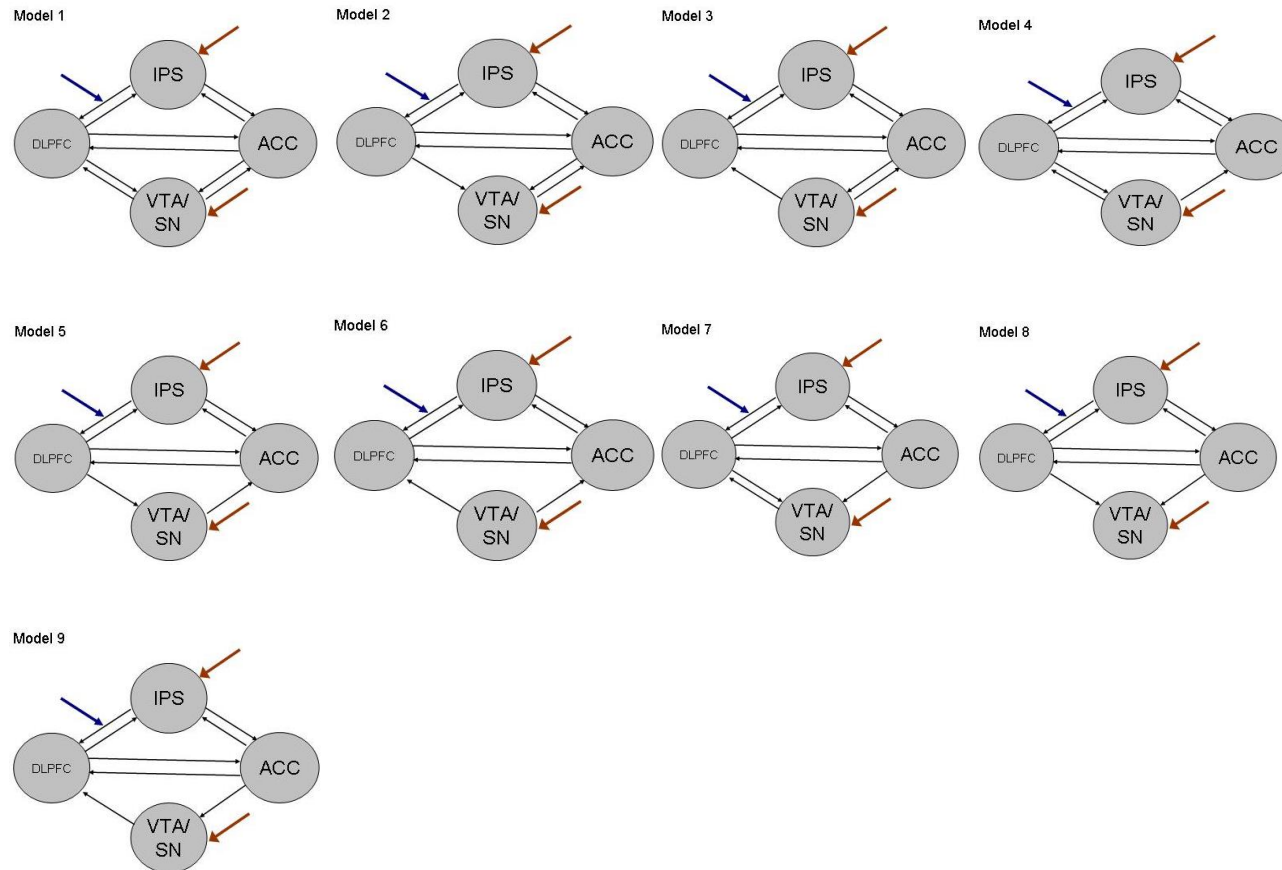 Model 1
IPS
DLPFC
ACC
VTA/
SN
Model 2
IPS
DLPFC
ACC
VTA/
SN
Model 3
IPS
DLPFC
ACC
VTA/
SN
Model 4
IPS
DLPFC
ACC
VTA/
SN
Model 5
IPS
DLPFC
ACC
VTA/
SN
Model 6
IPS
DLPFC
ACC
VTA/
SN
Model 7
IPS
DLPFC
ACC
VTA/
SN
Model 8
IPS
DLPFC
ACC
VTA/
SN
Model 9
IPS
DLPFC
ACC
VTA/
SN